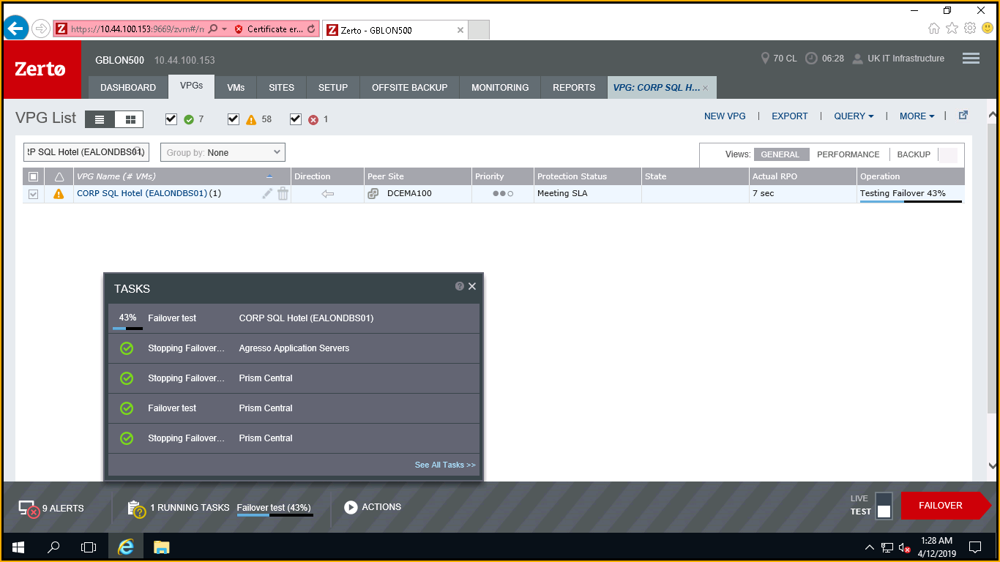 https://10.44.100.153:9669/zvm#/m
Certificate er...
Zerto - GBLON500
Zerto
GBLON500 10.44.100.153
70 CL 06:28 UK IT Infrastructure
DASHBOARD VPGs VMs SITES SETUP OFFSITE BACKUP MONITORING REPORTS VPG: CORP SQL H...
VPG List 7 58 1 NEW VPG | EXPORT | QUERY | MORE |
RP SQL Hotel (EALONDBS01) Group by: None Views: GENERAL PERFORMANCE BACKUP
VPG Name (# VMs) Direction Peer Site Priority Protection Status State Actual RPO Operation
CORP SQL Hotel (EALONDBS01) (1) DCEMA100 Meeting SLA 7 sec Testing Failover 43%
TASKS
43% Failover test CORP SQL Hotel (EALONDBS01)
Stopping Failover... Agresso Application Servers
Stopping Failover... Prism Central
Failover test Prism Central
Stopping Failover... Prism Central
See All Tasks >>
9 ALERTS 1 RUNNING TASKS Failover test (43%) ACTIONS
LIVE
TEST
FAILOVER
1:28 AM
4/12/2019